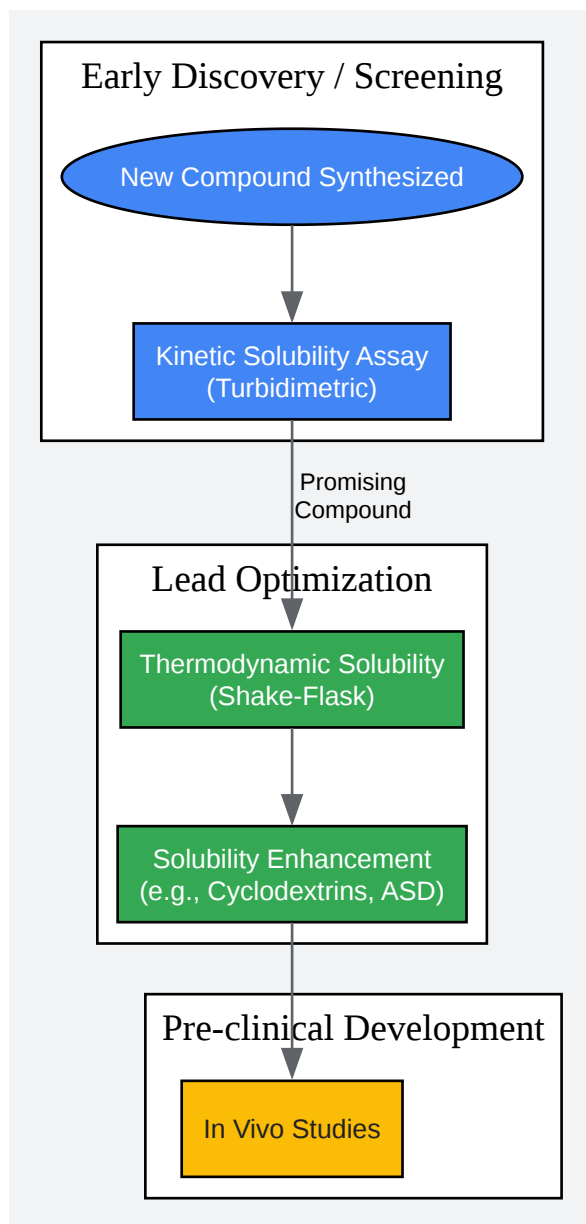 Early Discovery / Screening
New Compound Synthesized
Kinetic Solubility Assay
(Turbidimetric)
Promising
Compound
Lead Optimization
Thermodynamic Solubility
(Shake-Flask)
Solubility Enhancement
(e.g., Cyclodextrins, ASD)
Pre-clinical Development
In Vivo Studies